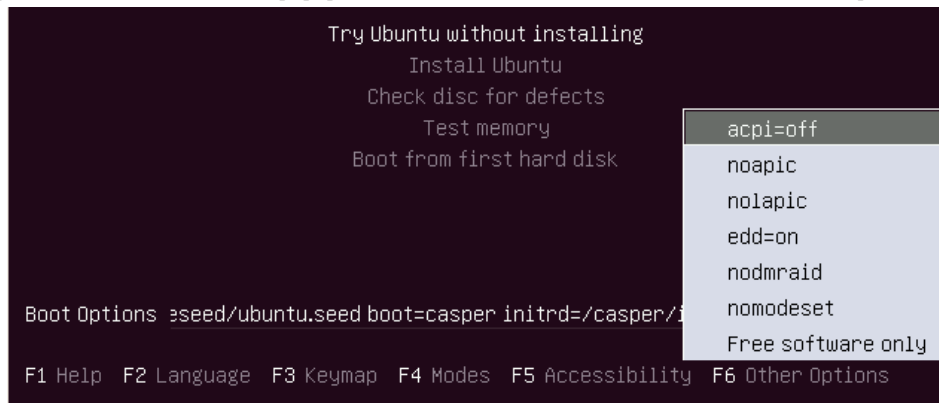 Try Ubuntu without installing
Install Ubuntu
Check disc for defects
Test memory
Boot from first hard disk
acpi=off
noapic
nolapic
edd=on
nodmraid
nomodeset
Free software only
Boot Options eseed/ubuntu.seed boot=casper initrd=/casper/i
F1 Help F2 Language F3 Keymap F4 Modes F5 Accessibility F6 Other Options